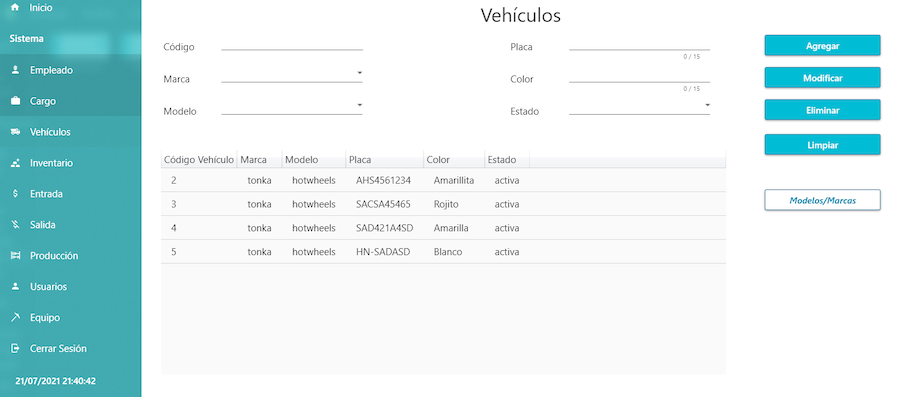 Inicio
Sistema
Empleado
Cargo
Vehículos
Inventario
Entrada
Salida
Producción
Usuarios
Equipo
Cerrar Sesión
21/07/2021 21:40:42
Vehículos
Código
Placa
0 / 15
Marca
Color
0 / 15
Modelo
Estado
Agregar
Modificar
Eliminar
Limpiar
Modelos/Marcas
Código Vehículo Marca Modelo Placa Color Estado
2 tonka hotwheels AHS4561234 Amarillita activa
3 tonka hotwheels SACSA45465 Rojito activa
4 tonka hotwheels SAD421A4SD Amarilla activa
5 tonka hotwheels HN-SADASD Blanco activa